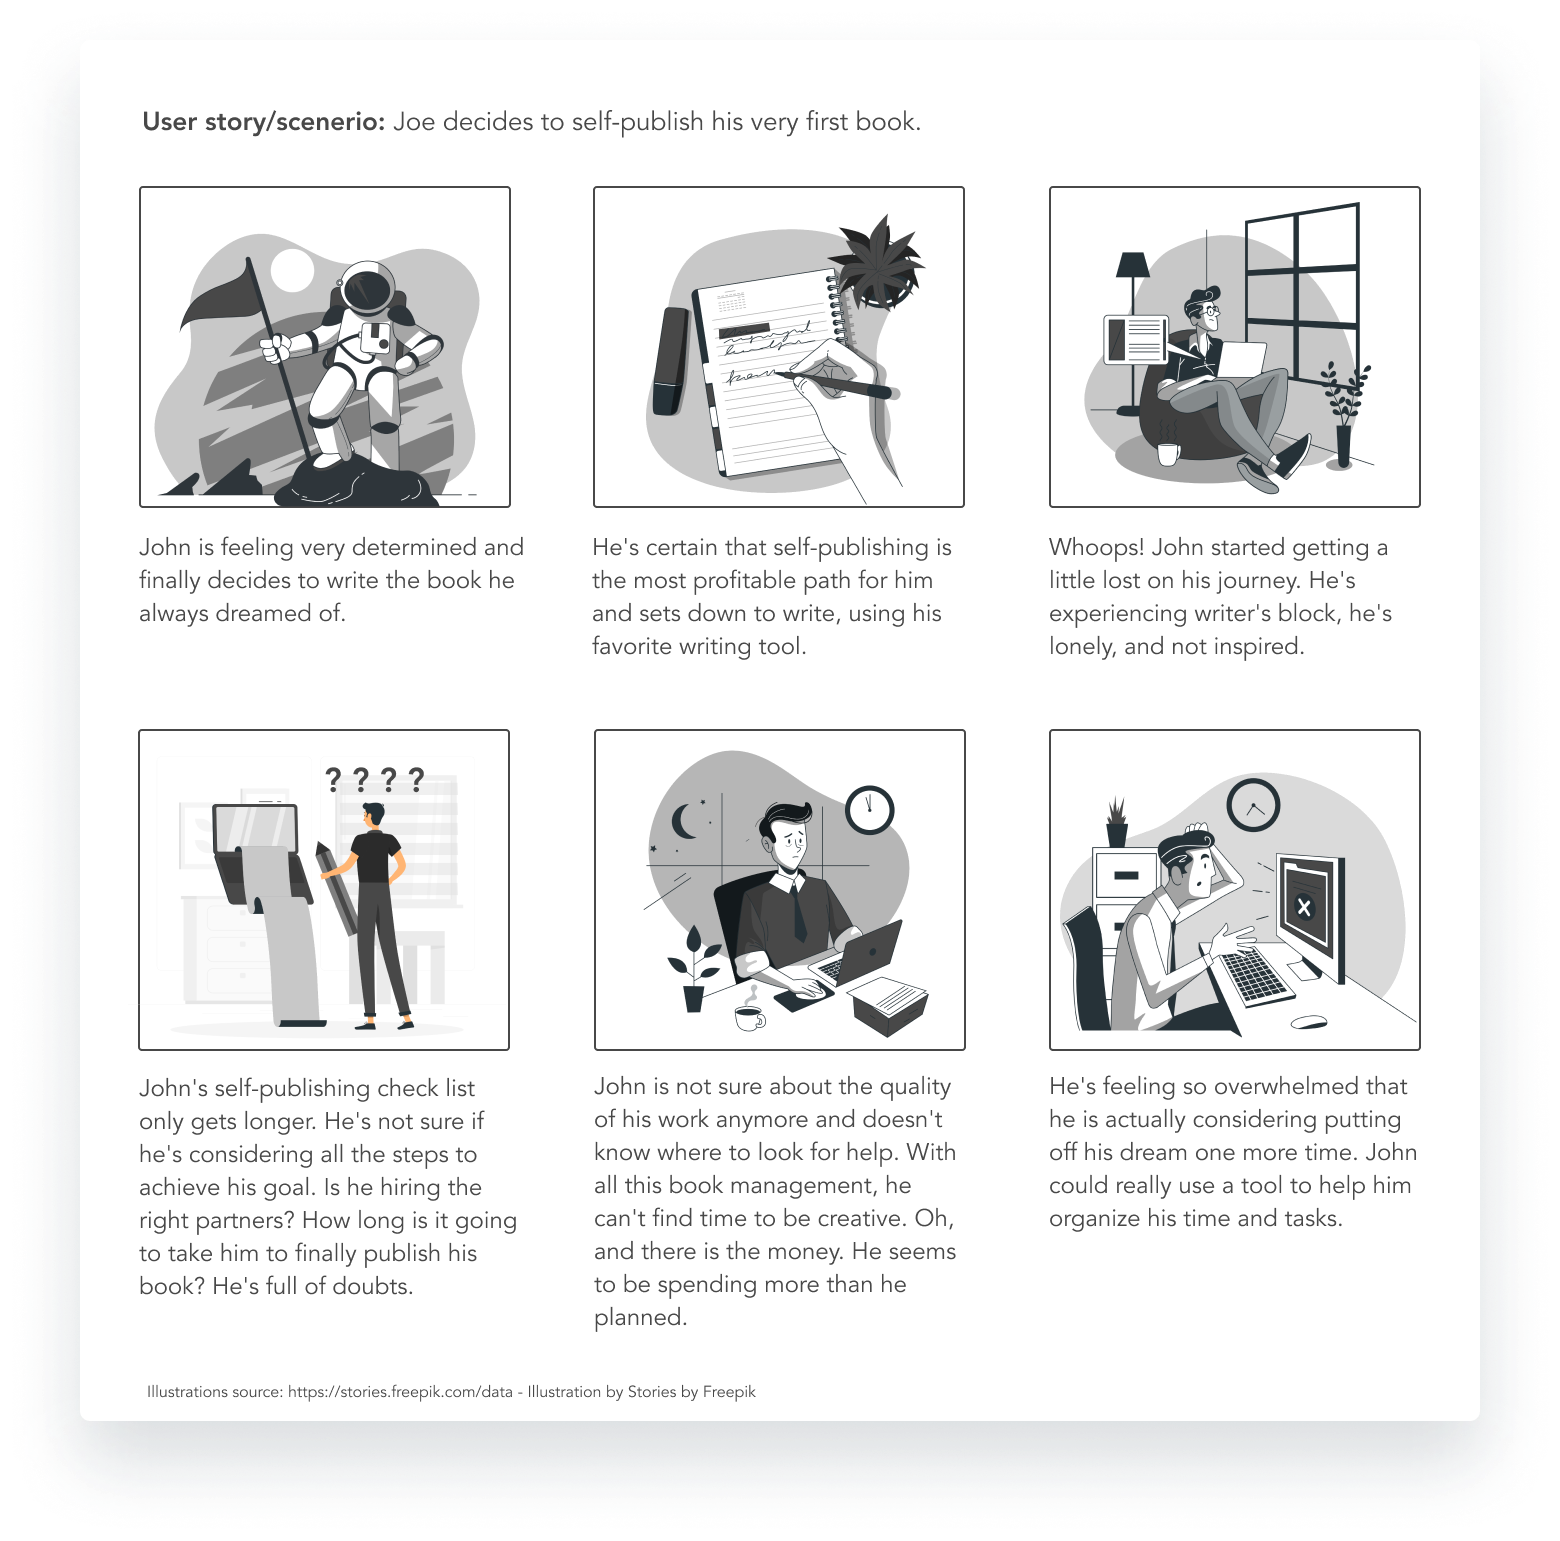 User story/scenerio: Joe decides to self-publish his very first book.
John is feeling very determined and
finally decides to write the book he
always dreamed of.
He's certain that self-publishing is
the most profitable path for him
and sets down to write, using his
favorite writing tool.
Whoops! John started getting a
little lost on his journey. He's
experiencing writer's block, he's
lonely, and not inspired.
? ? ? ?
John's self-publishing check list
only gets longer. He's not sure if
he's considering all the steps to
achieve his goal. Is he hiring the
right partners? How long is it going
to take him to finally publish his
book? He's full of doubts.
John is not sure about the quality
of his work anymore and doesn't
know where to look for help. With
all this book management, he
can't find time to be creative. Oh,
and there is the money. He seems
to be spending more than he
planned.
He's feeling so overwhelmed that
he is actually considering putting
off his dream one more time. John
could really use a tool to help him
organize his time and tasks.
Illustrations source: https://stories.freepik.com/data - Illustration by Stories by Freepik